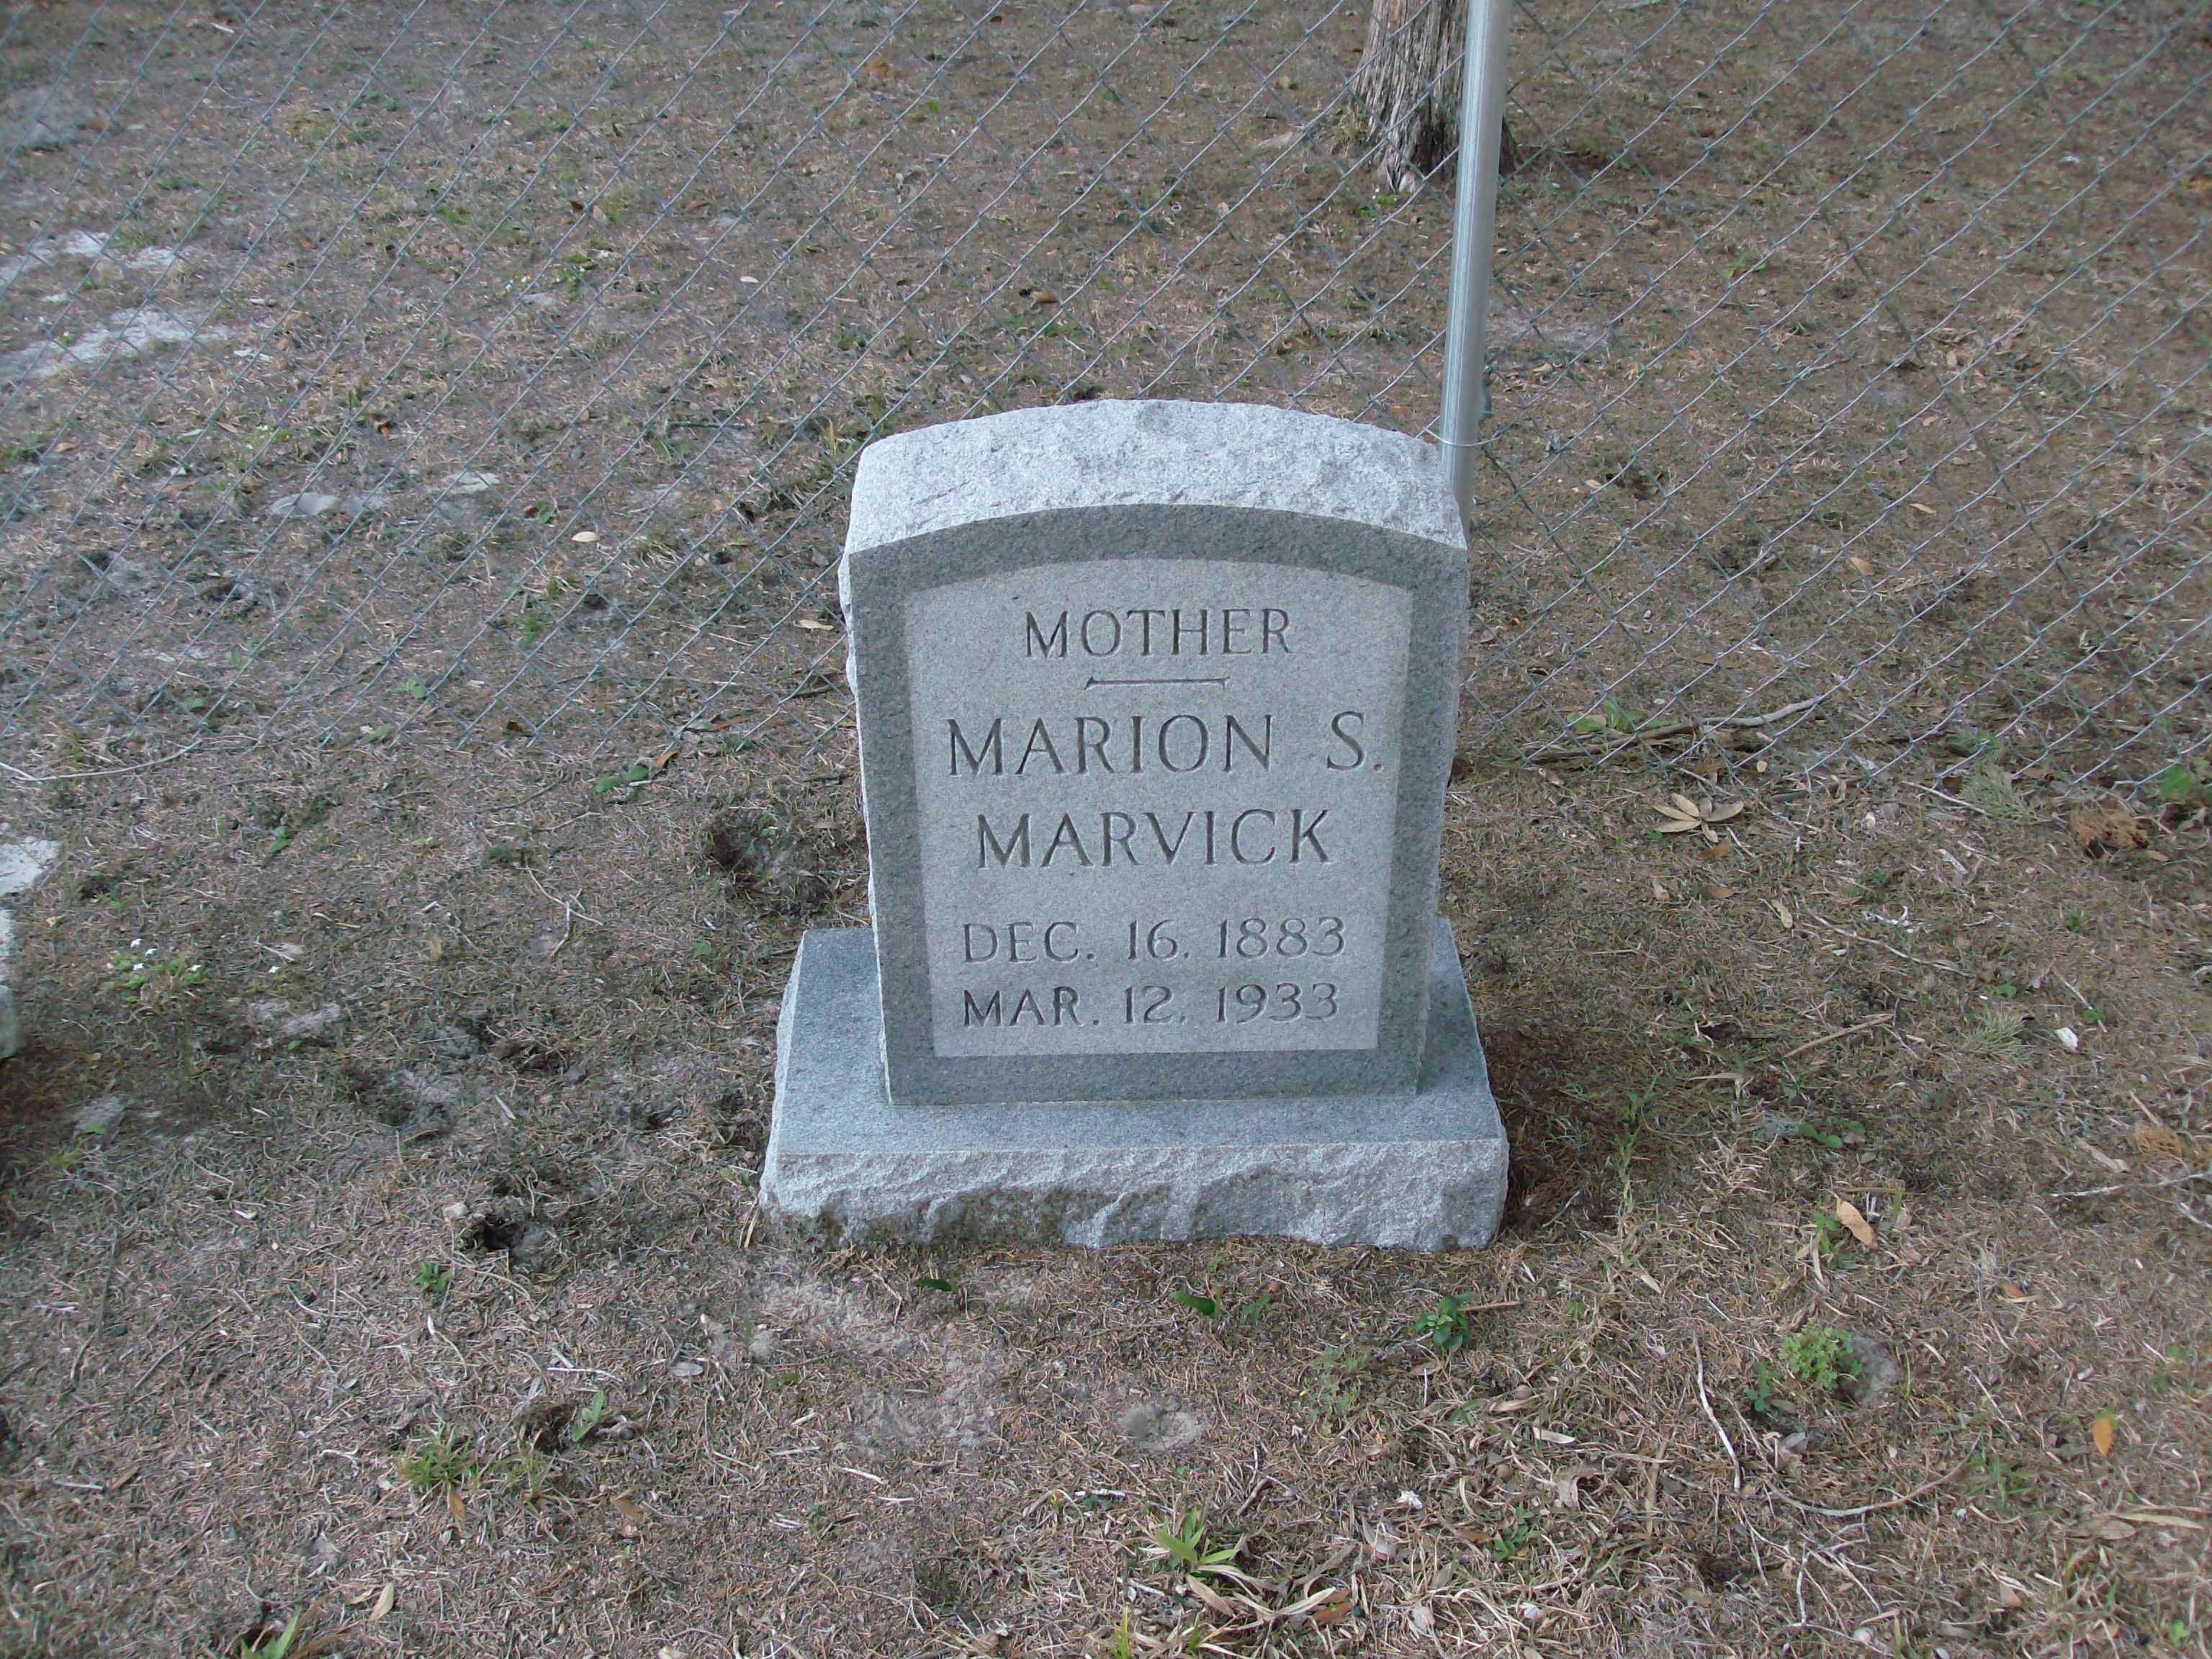 MOTHER
MARION S.
MARVICK
DEC. 16, 1883
MAR. 12, 1933